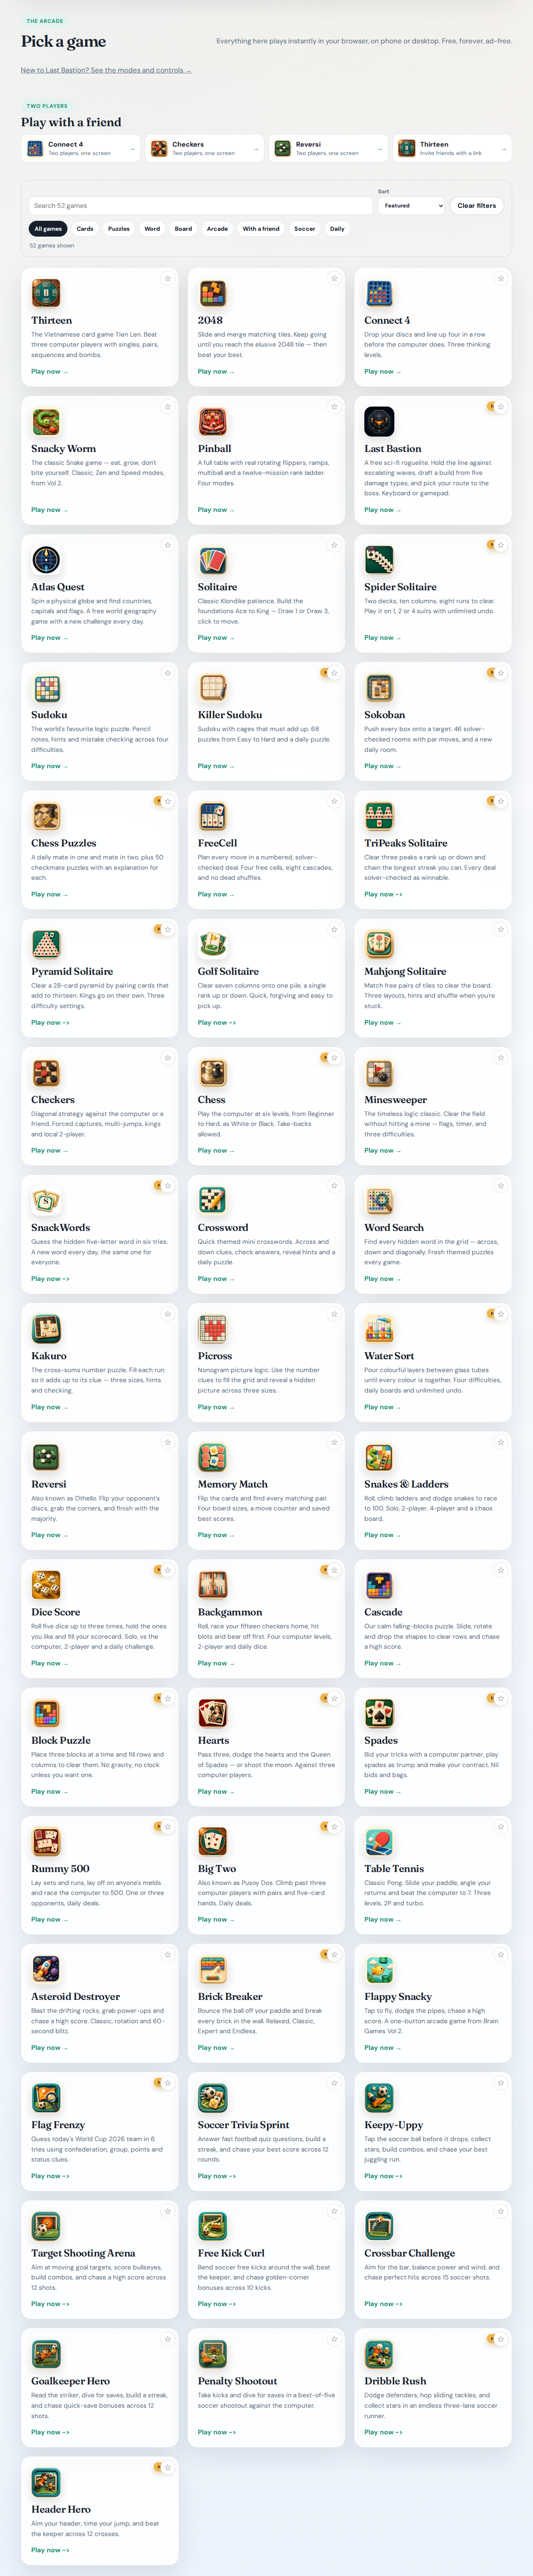 THE ARCADE
Pick a game
Everything here plays instantly in your browser, on phone or desktop. Free, forever, ad-free.
New to Last Bastion? See the modes and controls →
TWO PLAYERS
Play with a friend
Connect 4
Two players, one screen
→
Checkers
Two players, one screen
→
Reversi
Two players, one screen
→
Thirteen
Invite friends with a link
→
Sort
Search 52 games
Featured
Clear filters
All games
Cards
Puzzles
Word
Board
Arcade
With a friend
Soccer
Daily
52 games shown
Thirteen
The Vietnamese card game Tien Len. Beat
three computer players with singles, pairs,
sequences and bombs.
Play now →
2048
Slide and merge matching tiles. Keep going
until you reach the elusive 2048 tile — then
beat your best.
Play now →
Connect 4
Drop your discs and line up four in a row
before the computer does. Three thinking
levels.
Play now →
Snacky Worm
The classic Snake game — eat, grow, don't
bite yourself. Classic, Zen and Speed modes,
from Vol 2.
Play now →
Pinball
A full table with real rotating flippers, ramps,
multiball and a twelve-mission rank ladder.
Four modes.
Play now →
Last Bastion
A free sci-fi roguelite. Hold the line against
escalating waves, draft a build from five
damage types, and pick your route to the
boss. Keyboard or gamepad.
Play now →
Atlas Quest
Spin a physical globe and find countries,
capitals and flags. A free world geography
game with a new challenge every day.
Play now →
Solitaire
Classic Klondike patience. Build the
foundations Ace to King — Draw 1 or Draw 3,
click to move.
Play now →
Spider Solitaire
Two decks, ten columns, eight runs to clear.
Play it on 1, 2 or 4 suits with unlimited undo.
Play now →
Sudoku
The world's favourite logic puzzle. Pencil
notes, hints and mistake checking across four
difficulties.
Play now →
Killer Sudoku
Sudoku with cages that must add up. 68
puzzles from Easy to Hard and a daily puzzle.
Play now →
Sokoban
Push every box onto a target. 46 solver-
checked rooms with par moves, and a new
daily room.
Play now →
Chess Puzzles
A daily mate in one and mate in two, plus 50
checkmate puzzles with an explanation for
each.
Play now →
FreeCell
Plan every move in a numbered, solver-
checked deal. Four free cells, eight cascades,
and no dead shuffles.
Play now →
TriPeaks Solitaire
Clear three peaks a rank up or down and
chain the longest streak you can. Every deal
solver-checked as winnable.
Play now ->
Pyramid Solitaire
Clear a 28-card pyramid by pairing cards that
add to thirteen. Kings go on their own. Three
difficulty settings.
Play now ->
Golf Solitaire
Clear seven columns onto one pile, a single
rank up or down. Quick, forgiving and easy to
pick up.
Play now ->
Mahjong Solitaire
Match free pairs of tiles to clear the board.
Three layouts, hints and shuffle when you're
stuck.
Play now →
Checkers
Diagonal strategy against the computer or a
friend. Forced captures, multi-jumps, kings
and local 2-player.
Play now →
Chess
Play the computer at six levels, from Beginner
to Hard, as White or Black. Take-backs
allowed.
Play now →
Minesweeper
The timeless logic classic. Clear the field
without hitting a mine — flags, timer, and
three difficulties.
Play now →
SnackWords
Guess the hidden five-letter word in six tries.
A new word every day, the same one for
everyone.
Play now ->
Crossword
Quick themed mini crosswords. Across and
down clues, check answers, reveal hints and a
daily puzzle.
Play now →
Word Search
Find every hidden word in the grid — across,
down and diagonally. Fresh themed puzzles
every game.
Play now →
Kakuro
The cross-sums number puzzle. Fill each run
so it adds up to its clue — three sizes, hints
and checking.
Play now →
Picross
Nonogram picture logic. Use the number
clues to fill the grid and reveal a hidden
picture across three sizes.
Play now →
Water Sort
Pour colourful layers between glass tubes
until every colour is together. Four difficulties,
daily boards and unlimited undo.
Play now →
Reversi
Also known as Othello. Flip your opponent's
discs, grab the corners, and finish with the
majority.
Play now →
Memory Match
Flip the cards and find every matching pair.
Four board sizes, a move counter and saved
best scores.
Play now →
Snakes & Ladders
Roll, climb ladders and dodge snakes to race
to 100. Solo, 2-player, 4-player and a chaos
board.
Play now →
Dice Score
Roll five dice up to three times, hold the ones
you like and fill your scorecard. Solo, vs the
computer, 2-player and a daily challenge.
Play now →
Backgammon
Roll, race your fifteen checkers home, hit
blots and bear off first. Four computer levels,
2-player and daily dice.
Play now →
Cascade
Our calm falling-blocks puzzle. Slide, rotate
and drop the shapes to clear rows and chase
a high score.
Play now →
Block Puzzle
Place three blocks at a time and fill rows and
columns to clear them. No gravity, no clock
unless you want one.
Play now →
Hearts
Pass three, dodge the hearts and the Queen
of Spades — or shoot the moon. Against three
computer players.
Play now →
Spades
Bid your tricks with a computer partner, play
spades as trump and make your contract. Nil
bids and bags.
Play now →
Rummy 500
Lay sets and runs, lay off on anyone's melds
and race the computer to 500. One or three
opponents, daily deals.
Play now →
Big Two
Also known as Pusoy Dos. Climb past three
computer players with pairs and five-card
hands. Daily deals.
Play now →
Table Tennis
Classic Pong. Slide your paddle, angle your
returns and beat the computer to 7. Three
levels, 2P and turbo.
Play now →
Asteroid Destroyer
Blast the drifting rocks, grab power-ups and
chase a high score. Classic, rotation and 60-
second blitz.
Play now →
Brick Breaker
Bounce the ball off your paddle and break
every brick in the wall. Relaxed, Classic,
Expert and Endless.
Play now →
Flappy Snacky
Tap to fly, dodge the pipes, chase a high
score. A one-button arcade game from Brain
Games Vol 2.
Play now →
Flag Frenzy
Guess today's World Cup 2026 team in 6
tries using confederation, group, points and
status clues.
Play now ->
Soccer Trivia Sprint
Answer fast football quiz questions, build a
streak, and chase your best score across 12
rounds.
Play now ->
Keepy-Uppy
Tap the soccer ball before it drops, collect
stars, build combos, and chase your best
juggling run.
Play now ->
Target Shooting Arena
Aim at moving goal targets, score bullseyes,
build combos, and chase a high score across
12 shots.
Play now ->
Free Kick Curl
Bend soccer free kicks around the wall, beat
the keeper, and chase golden-corner
bonuses across 10 kicks.
Play now ->
Crossbar Challenge
Aim for the bar, balance power and wind, and
chase perfect hits across 15 soccer shots.
Play now ->
Goalkeeper Hero
Read the striker, dive for saves, build a streak,
and chase quick-save bonuses across 12
shots.
Play now ->
Penalty Shootout
Take kicks and dive for saves in a best-of-five
soccer shootout against the computer.
Play now ->
Dribble Rush
Dodge defenders, hop sliding tackles, and
collect stars in an endless three-lane soccer
runner.
Play now ->
Header Hero
Aim your header, time your jump, and beat
the keeper across 12 crosses.
Play now ->